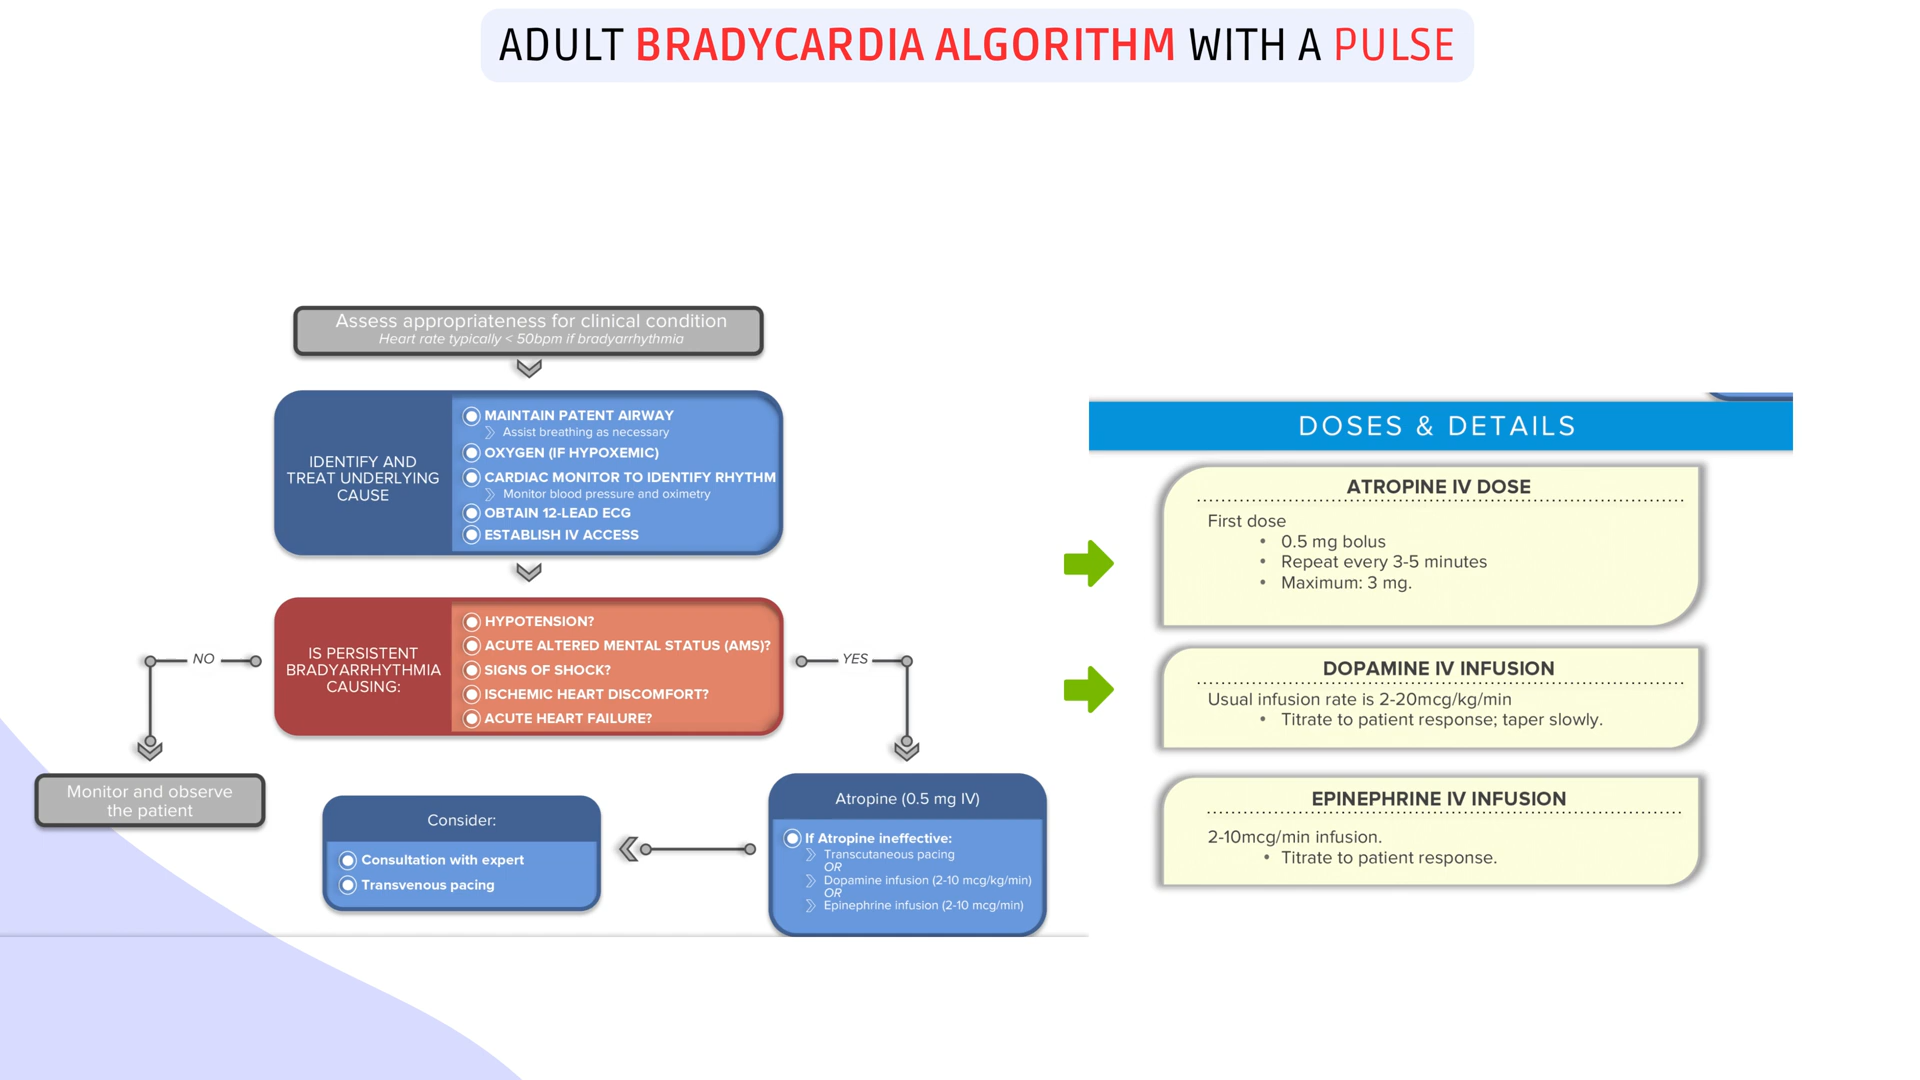 ADULT BRADYCARDIA ALGORITHM WITH A PULSE
Assess appropriateness for clinical condition
Heart rate typically < 50bpm if bradyarrhythmia
IDENTIFY AND
TREAT UNDERLYING
CAUSE
MAINTAIN PATENT AIRWAY
Assist breathing as necessary
OXYGEN (IF HYPOXEMIC)
CARDIAC MONITOR TO IDENTIFY RHYTHM
Monitor blood pressure and oximetry
OBTAIN 12-LEAD ECG
ESTABLISH IV ACCESS
IS PERSISTENT
BRADYARRHYTHMIA
CAUSING:
HYPOTENSION?
ACUTE ALTERED MENTAL STATUS (AMS)?
SIGNS OF SHOCK?
ISCHEMIC HEART DISCOMFORT?
ACUTE HEART FAILURE?
NO
YES
Monitor and observe
the patient
Atropine (0.5 mg IV)
If Atropine ineffective:
Transcutaneous pacing
OR
Dopamine infusion (2-10 mcg/kg/min)
OR
Epinephrine infusion (2-10 mcg/min)
Consider:
Consultation with expert
Transvenous pacing
DOSES & DETAILS
ATROPINE IV DOSE
First dose
• 0.5 mg bolus
• Repeat every 3-5 minutes
• Maximum: 3 mg.
DOPAMINE IV INFUSION
Usual infusion rate is 2-20mcg/kg/min
• Titrate to patient response; taper slowly.
EPINEPHRINE IV INFUSION
2-10mcg/min infusion.
• Titrate to patient response.